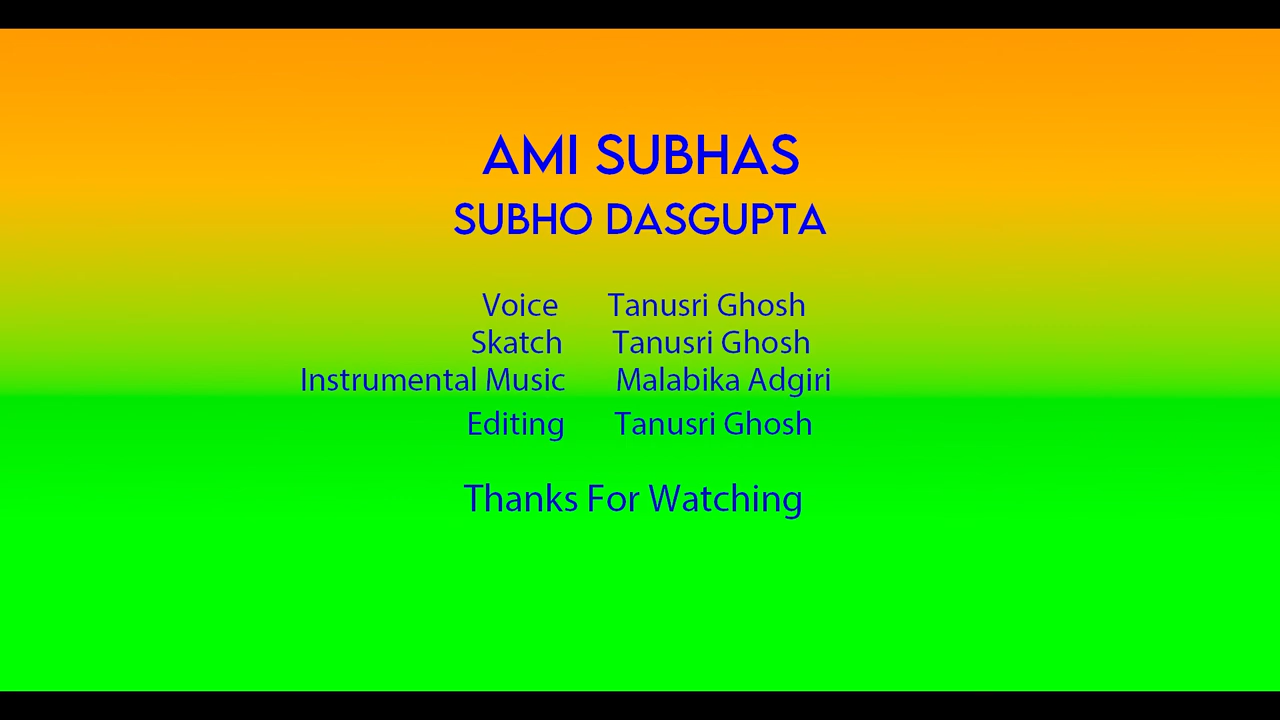 AMI SUBHAS
SUBHO DASGUPTA
Voice Tanusri Ghosh
Skatch Tanusri Ghosh
Instrumental Music Malabika Adgiri
Editing Tanusri Ghosh
Thanks For Watching